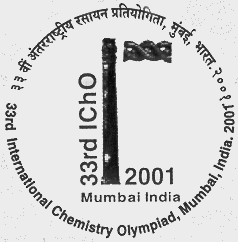 ३३ वीं अंतरराष्ट्रीय रसायन प्रतियोगिता, मुंबई, भारत. २००१
33rd IChO
2001
Mumbai India
33rd International Chemistry Olympiad, Mumbai, India. 2001